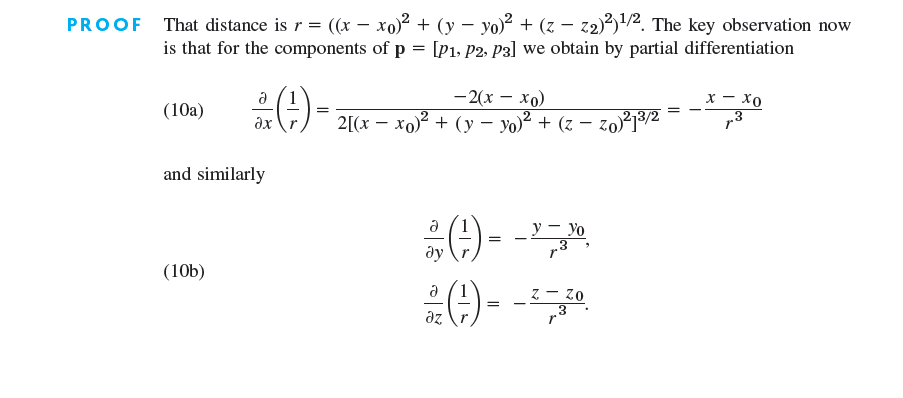 PROOF That distance is r = ((x − x₀)² + (y − y₀)² + (z − z₂)²)^1/2. The key observation now
is that for the components of p = [p₁, p₂, p₃] we obtain by partial differentiation
(10a) ∂/∂x (1/r) = −2(x − x₀) / 2[(x − x₀)² + (y − y₀)² + (z − z₀)²]^3/2 = − (x − x₀)/r³
and similarly
∂/∂y (1/r) = − (y − y₀)/r³,
(10b)
∂/∂z (1/r) = − (z − z₀)/r³.